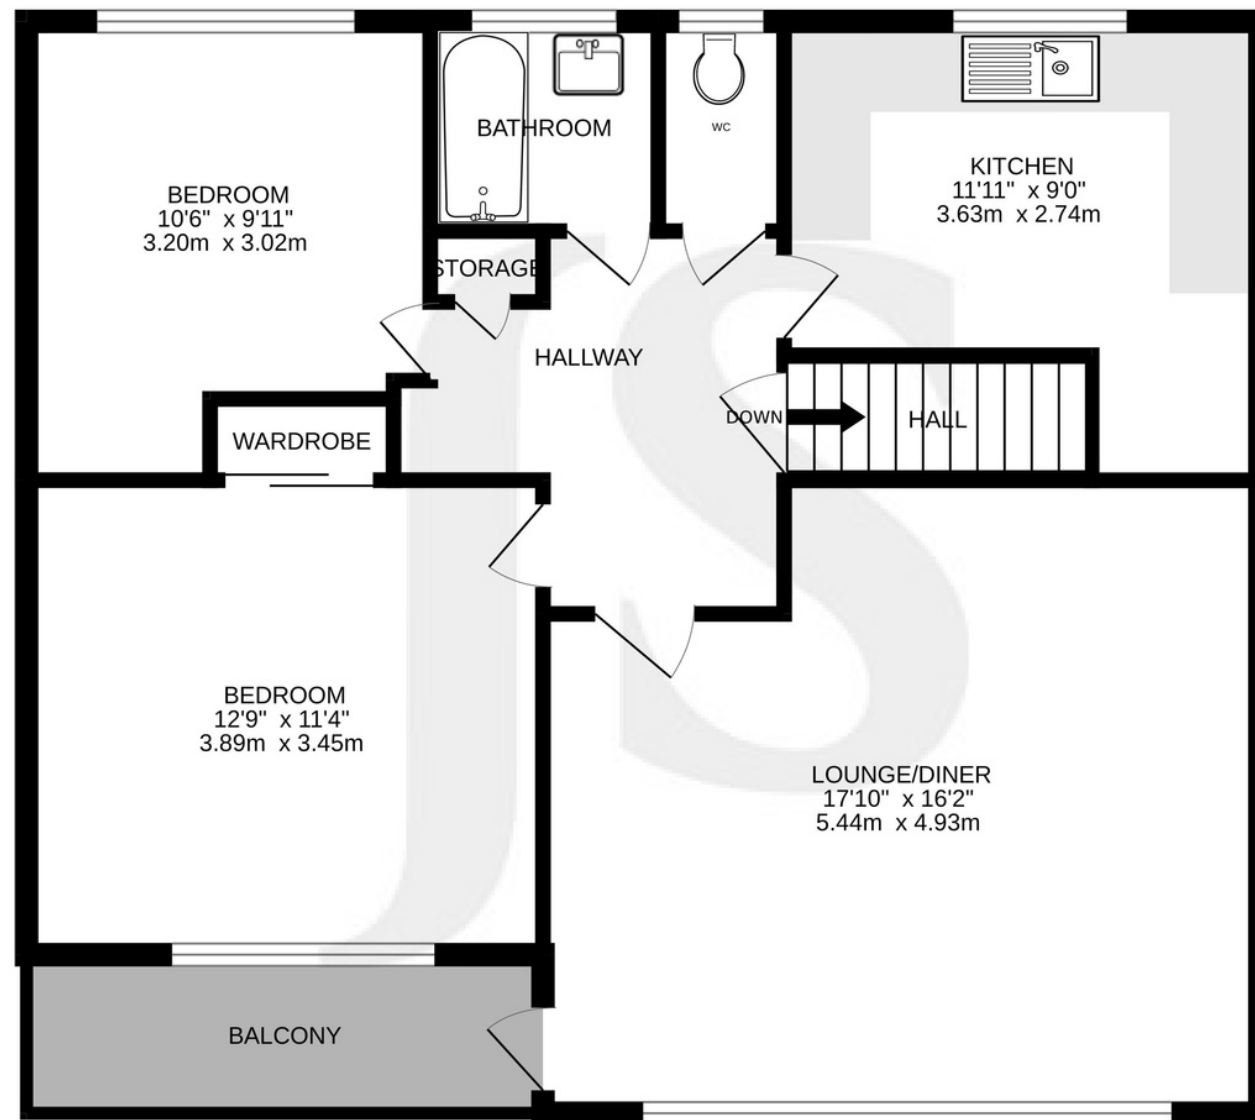 BATHROOM
WC
KITCHEN
11'11" x 9'0"
3.63m x 2.74m
BEDROOM
10'6" x 9'11"
3.20m x 3.02m
STORAGE
HALLWAY
DOWN
HALL
WARDROBE
BEDROOM
12'9" x 11'4"
3.89m x 3.45m
LOUNGE/DINER
17'10" x 16'2"
5.44m x 4.93m
BALCONY
JS